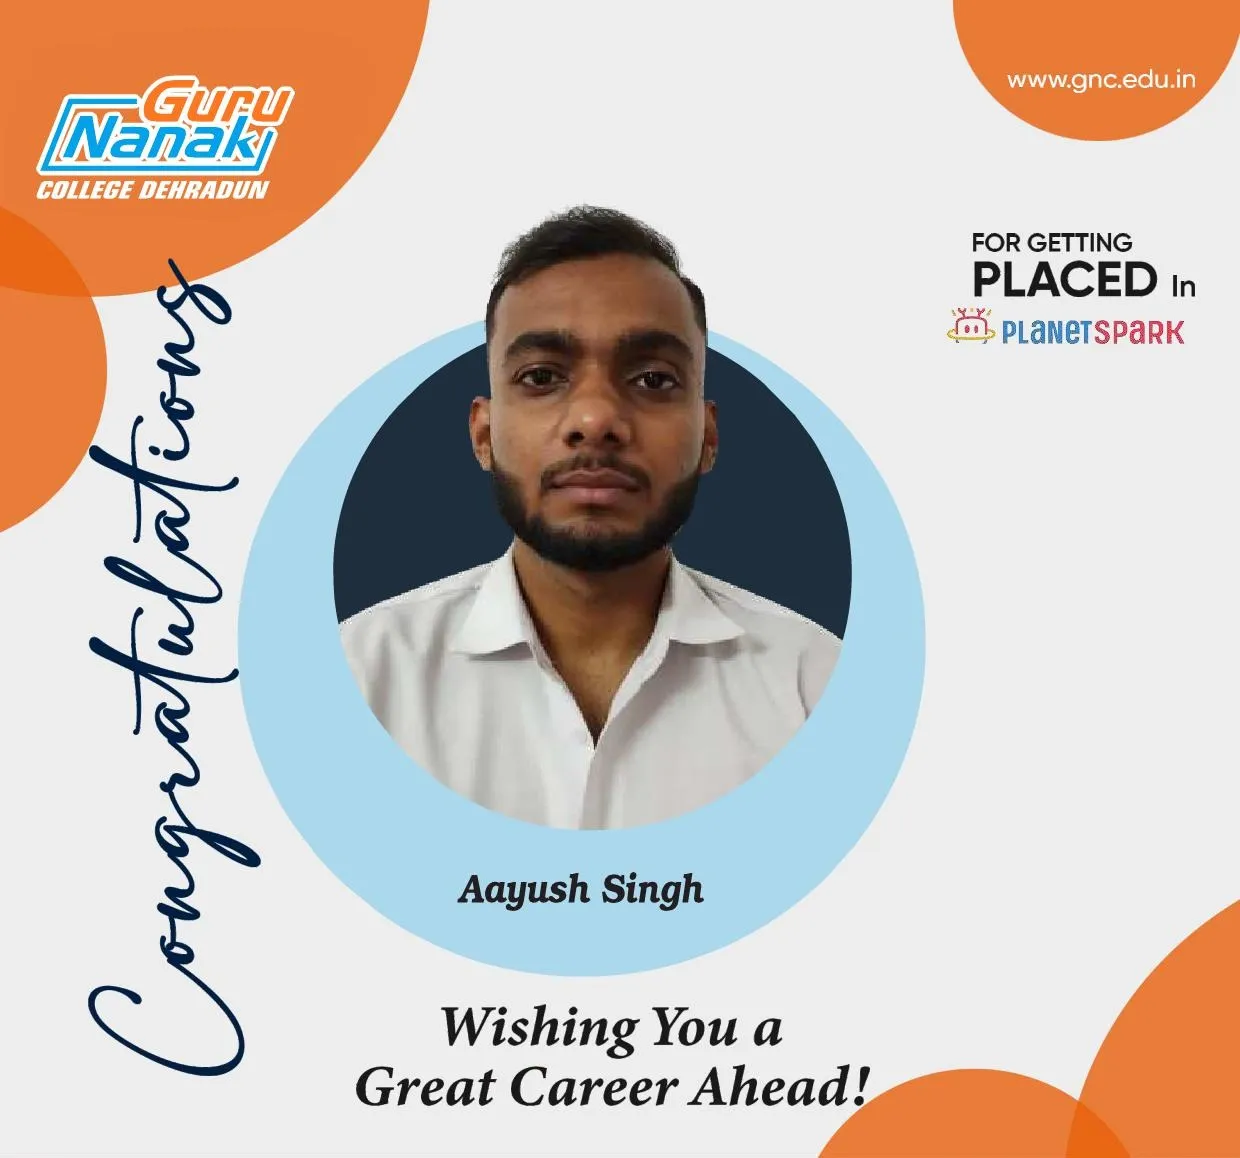 Guru
Nanak
COLLEGE DEHRADUN
www.gnc.edu.in
Congratulations
FOR GETTING
PLACED In
PLANETSPARK
Aayush Singh
Wishing You a
Great Career Ahead!